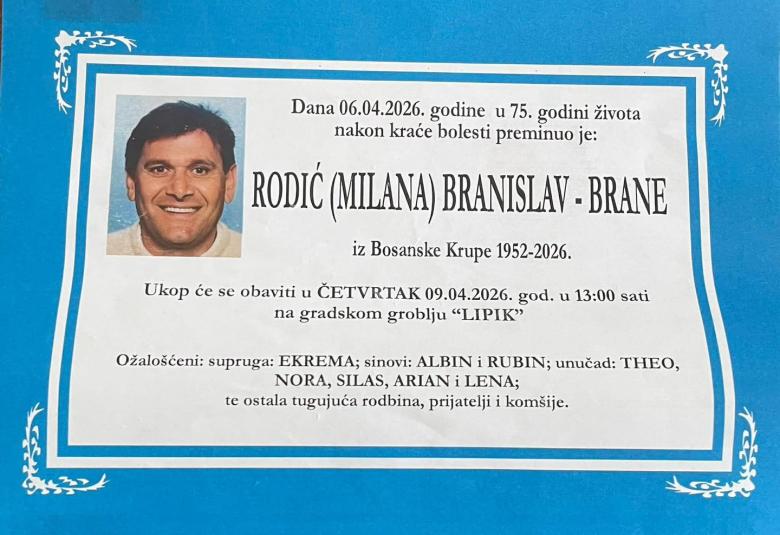 Dana 06.04.2026. godine u 75. godini života
nakon kraće bolesti preminuo je:
RODIĆ (MILANA) BRANISLAV - BRANE
iz Bosanske Krupe 1952-2026.
Ukop će se obaviti u ČETVRTAK 09.04.2026. god. u 13:00 sati
na gradskom groblju “LIPIK”
Ožalošćeni: supruga: EKREMA; sinovi: ALBIN i RUBIN; unučad: THEO,
NORA, SILAS, ARIAN i LENA;
te ostala tugujuća rodbina, prijatelji i komšije.